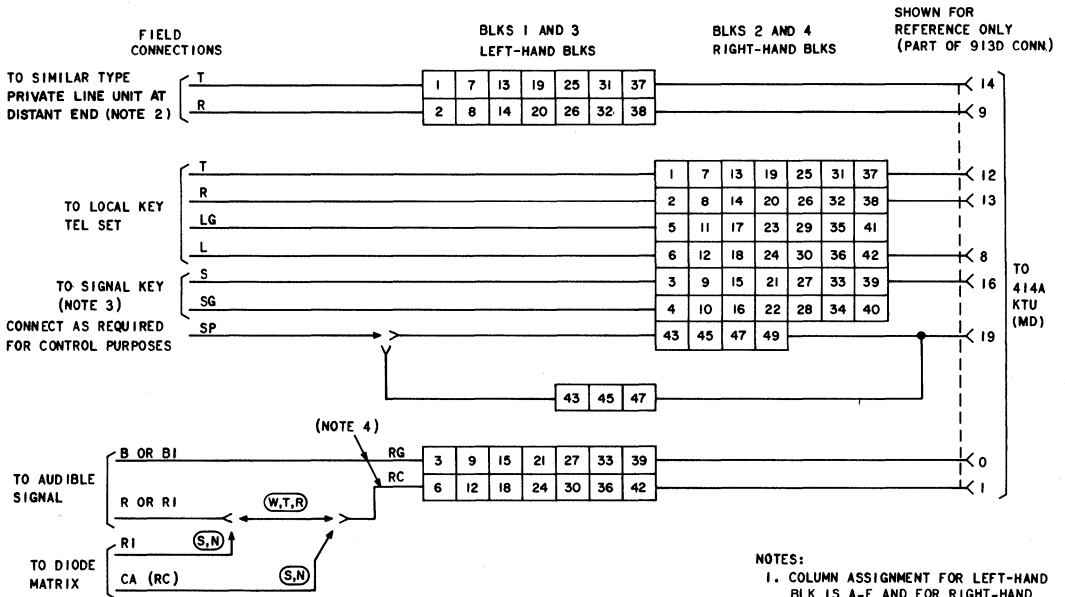 FIELD
CONNECTIONS
BLKS 1 AND 3
LEFT-HAND BLKS
BLKS 2 AND 4
RIGHT-HAND BLKS
SHOWN FOR
REFERENCE ONLY
(PART OF 913D CONN.)
TO SIMILAR TYPE
PRIVATE LINE UNIT AT
DISTANT END (NOTE 2)
T
1 7 13 19 25 31 37
14
R
2 8 14 20 26 32 38
9
TO LOCAL KEY
TEL SET
T
1 7 13 19 25 31 37
12
R
2 8 14 20 26 32 38
13
LG
5 11 17 23 29 35 41
L
6 12 18 24 30 36 42
8
TO SIGNAL KEY
(NOTE 3)
S
3 9 15 21 27 33 39
16
SG
4 10 16 22 28 34 40
CONNECT AS REQUIRED
FOR CONTROL PURPOSES
SP
43 45 47 49
19
TO
414A
KTU
(MD)
43 45 47
(NOTE 4)
TO AUDIBLE
SIGNAL
B OR B1
RG
3 9 15 21 27 33 39
0
RC
6 12 18 24 30 36 42
1
R OR R1
W,T,R
TO DIODE
MATRIX
R1
S,N
CA (RC)
S,N
NOTES:
1. COLUMN ASSIGNMENT FOR LEFT-HAND
BLK IS A-F AND FOR RIGHT-HAND